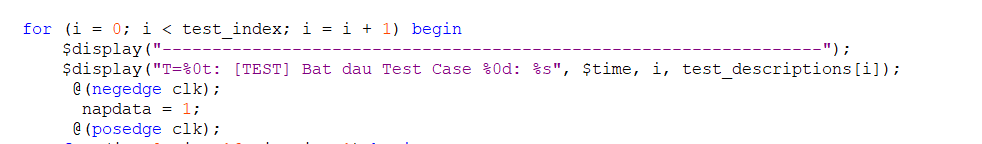 for (i = 0; i < test_index; i = i + 1) begin
$display("------------------------------------------------------------------");
$display("T=%0t: [TEST] Bat dau Test Case %0d: %s", $time, i, test_descriptions[i]);
@(negedge clk);
napdata = 1;
@(posedge clk);